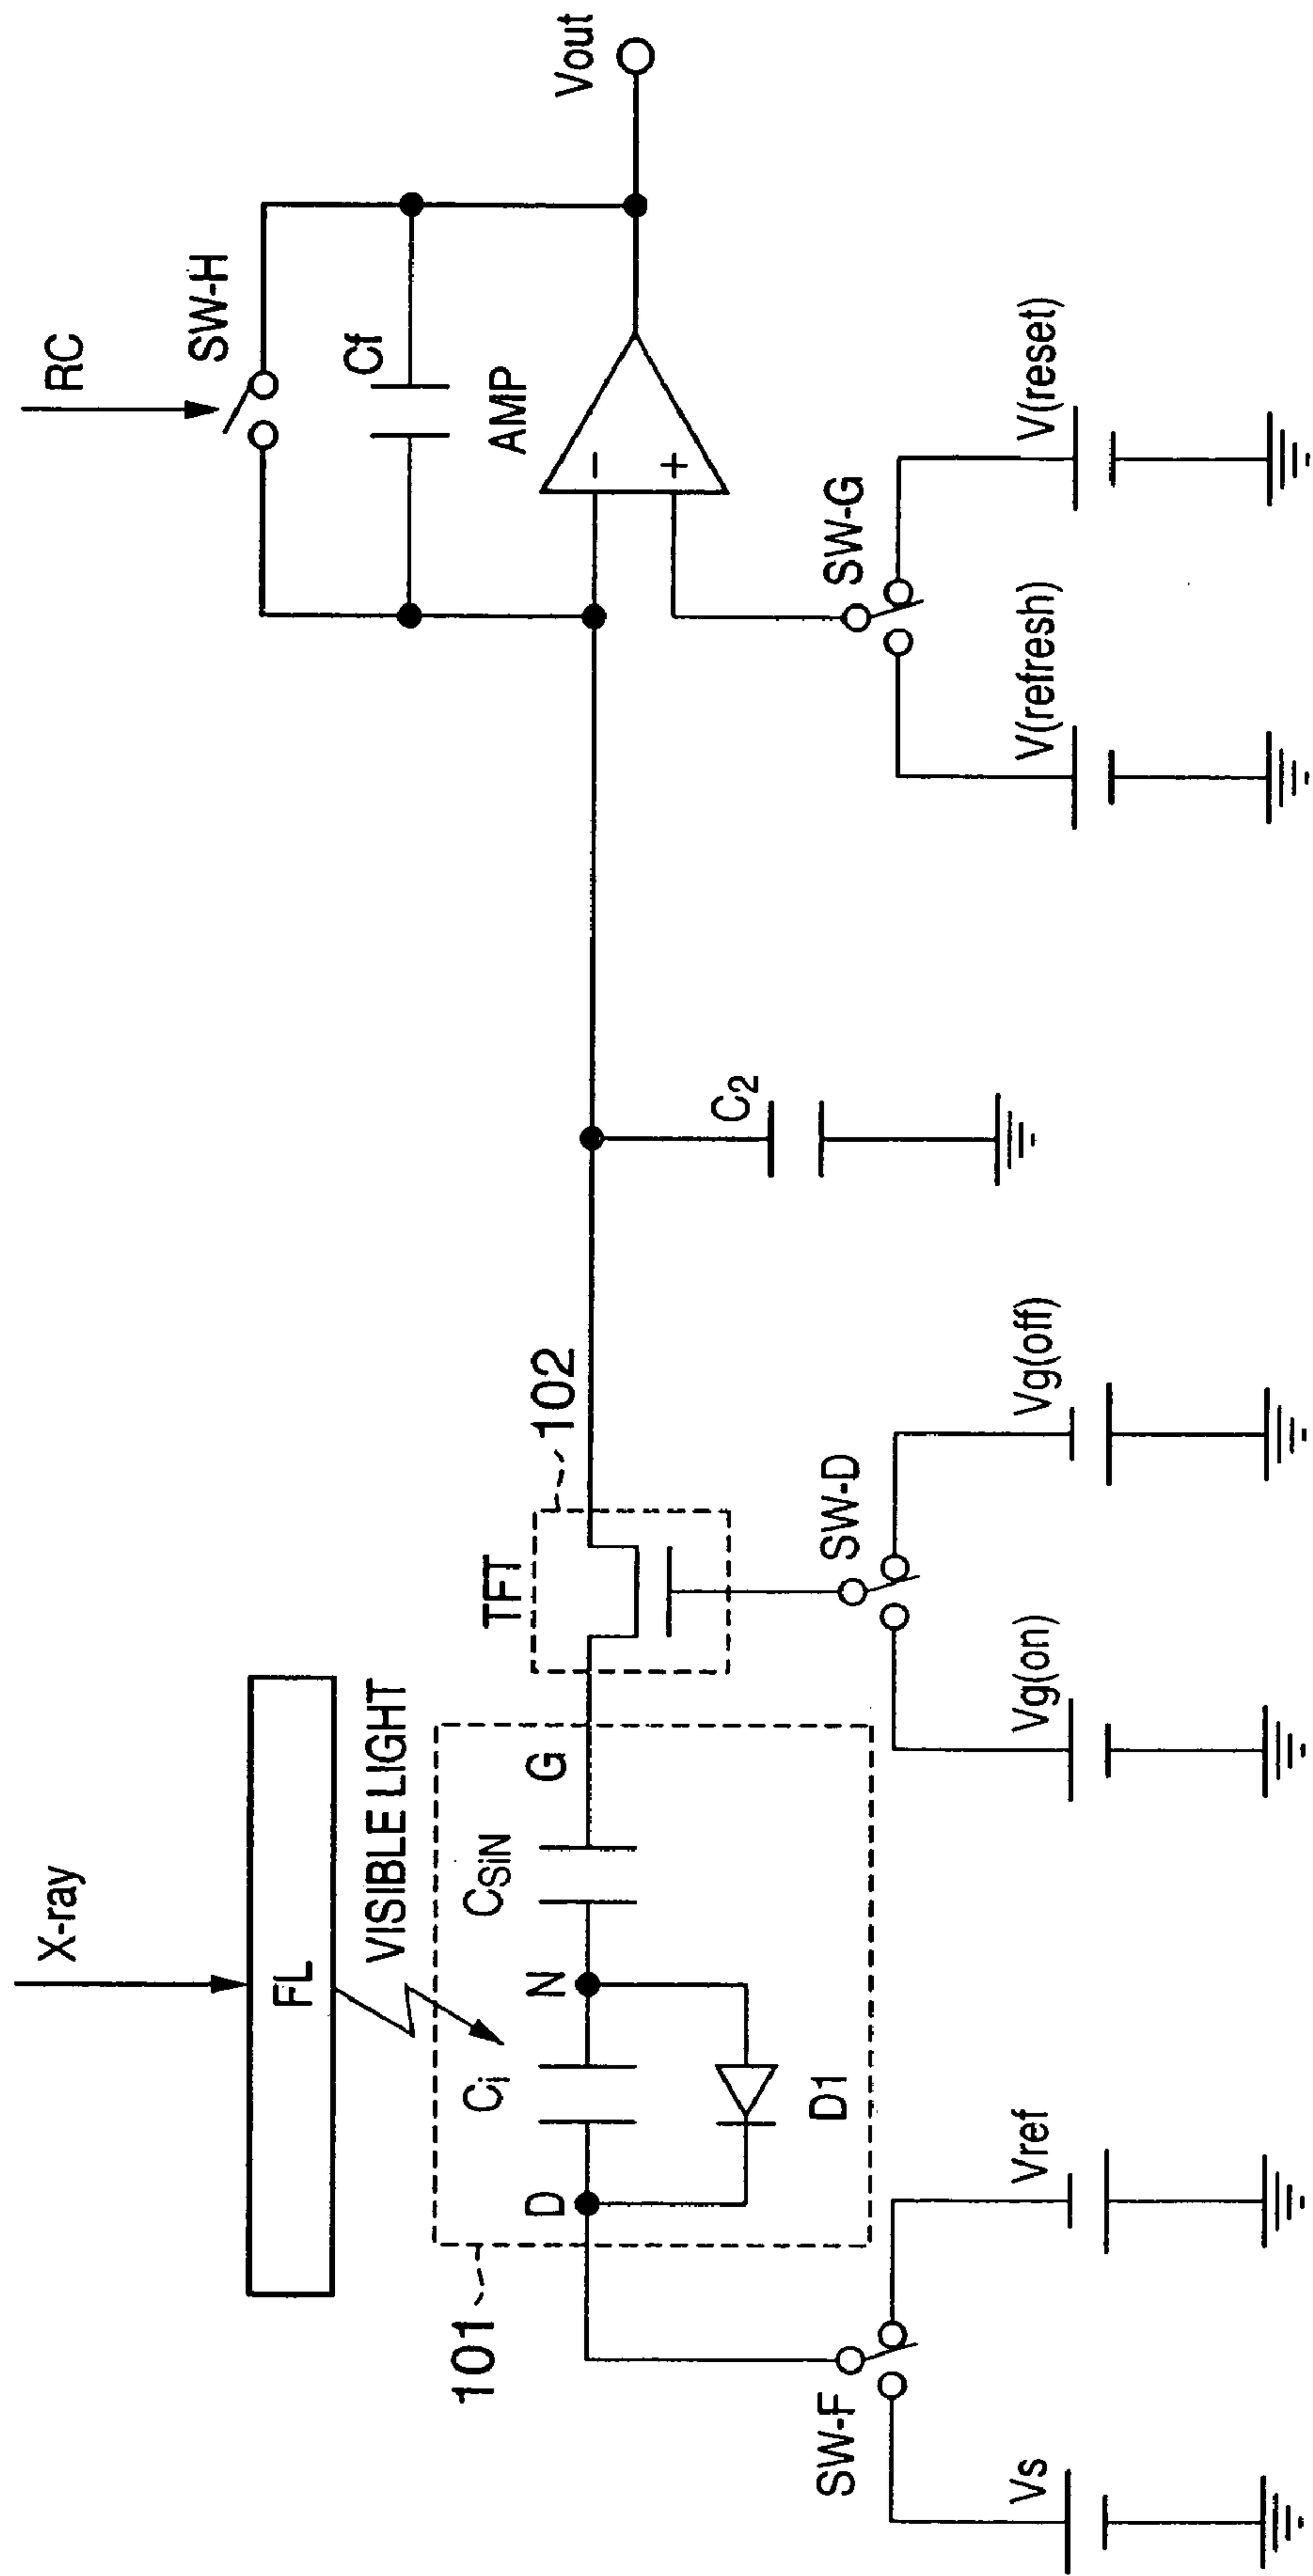 X-ray
FL
VISIBLE LIGHT
RC
SW-H
Cf
AMP
Vout
-
+
TFT
102
101
D
Ci
N
CSiN
G
D1
C2
SW-F
Vs
Vref
SW-D
Vg(on)
Vg(off)
SW-G
V(refresh)
V(reset)